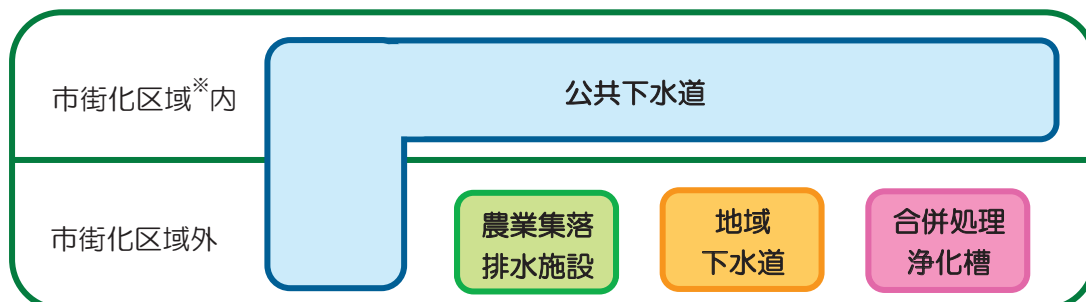 市街化区域※内
公共下水道
市街化区域外
農業集落
排水施設
地域
下水道
合併処理
浄化槽